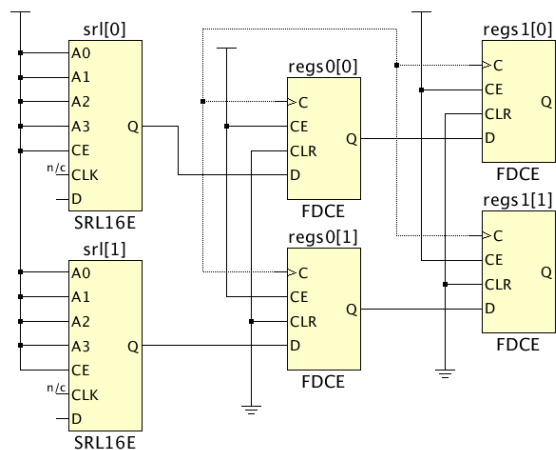 srl[0]
A0
A1
A2
A3
CE
n/c
CLK
D
Q
SRL16E
srl[1]
A0
A1
A2
A3
CE
n/c
CLK
D
Q
SRL16E
regs0[0]
C
CE
CLR
D
Q
FDCE
regs0[1]
C
CE
CLR
D
Q
FDCE
regs1[0]
C
CE
CLR
D
Q
FDCE
regs1[1]
C
CE
CLR
D
Q
FDCE